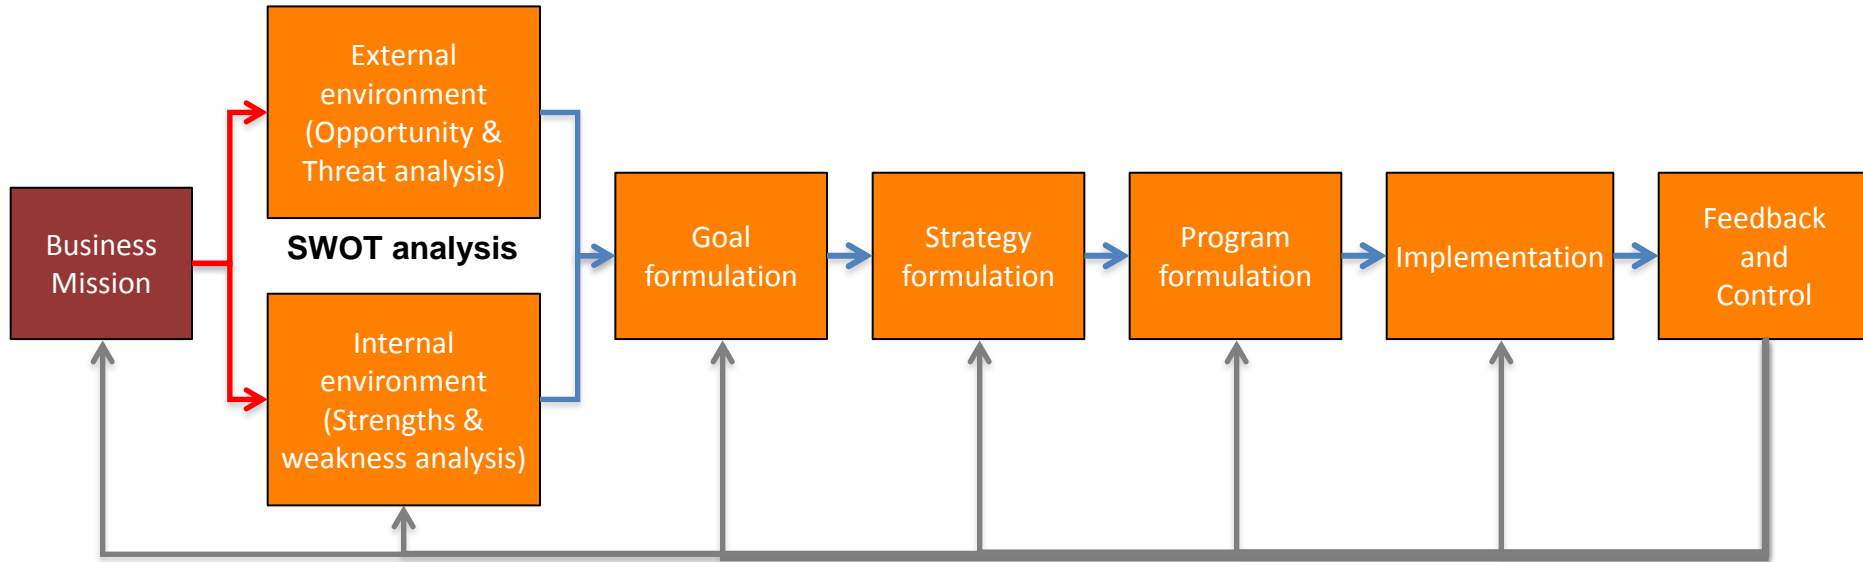 Business
Mission
External
environment
(Opportunity &
Threat analysis)
SWOT analysis
Internal
environment
(Strengths &
weakness analysis)
Goal
formulation
Strategy
formulation
Program
formulation
Implementation
Feedback
and
Control